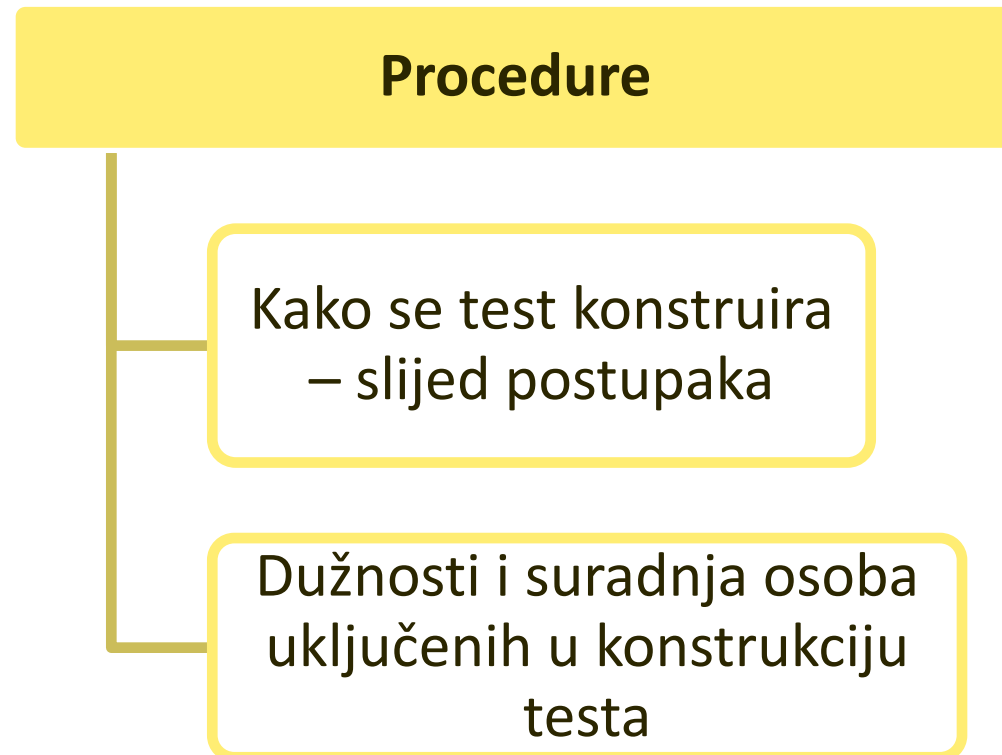 Procedure
Kako se test konstruira
– slijed postupaka
Dužnosti i suradnja osoba
uključenih u konstrukciju
testa